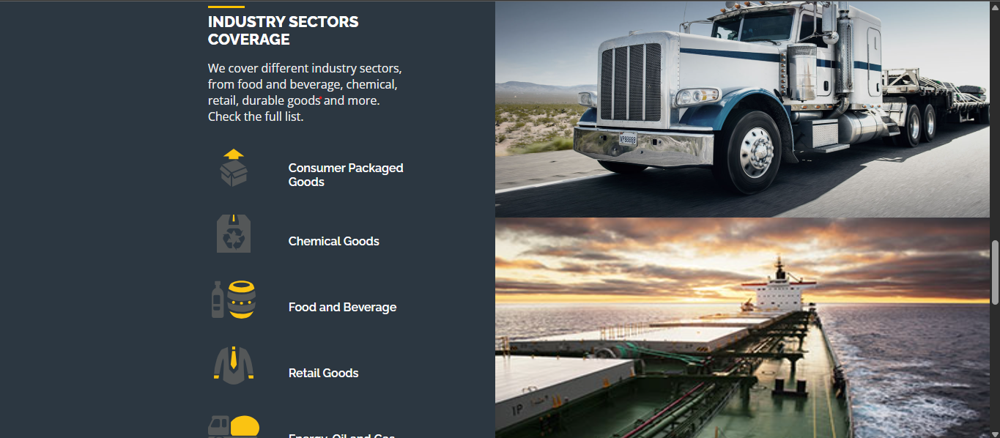 INDUSTRY SECTORS
COVERAGE
We cover different industry sectors,
from food and beverage, chemical,
retail, durable goods and more.
Check the full list.
Consumer Packaged
Goods
Chemical Goods
Food and Beverage
Retail Goods
Energy, Oil and Gas
IP